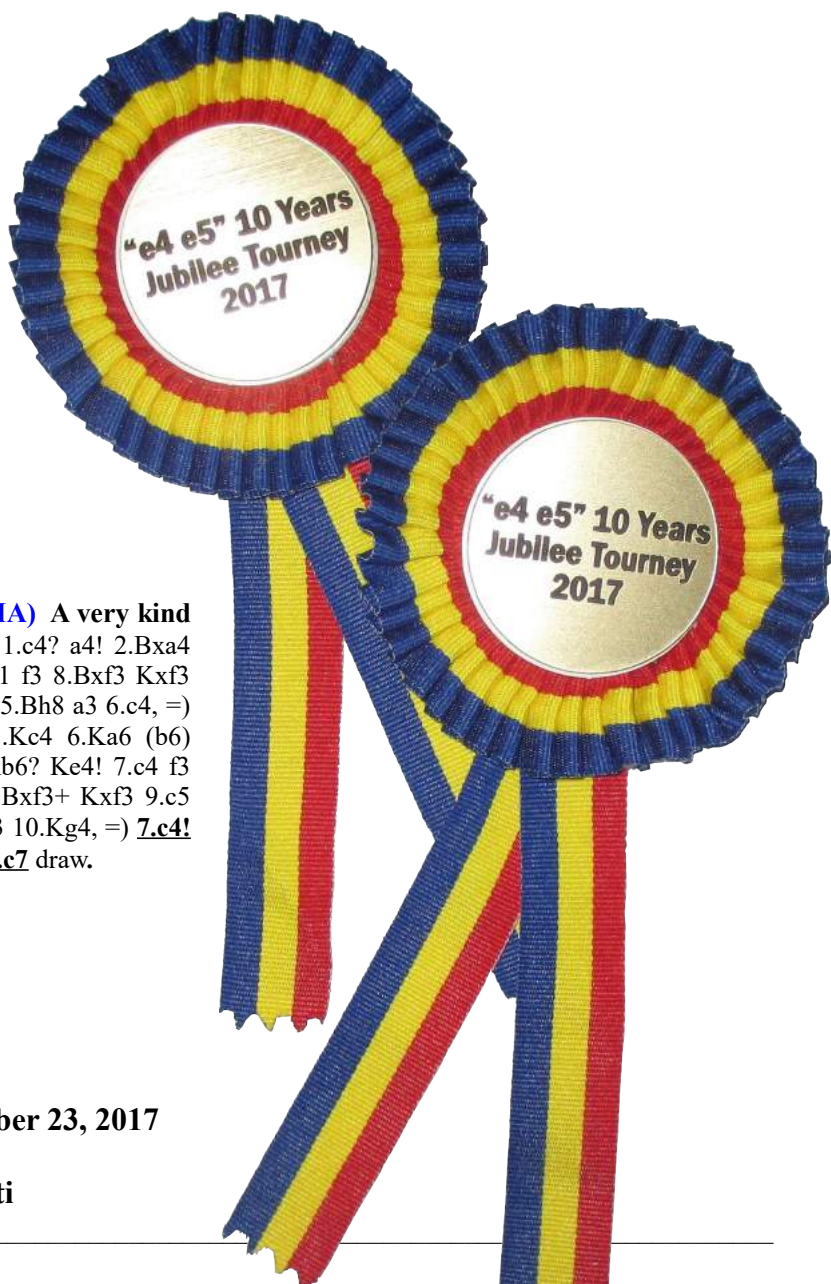 "e4 e5" 10 Years
Jubilee Tourney
2017
"e4 e5" 10 Years
Jubilee Tourney
2017
IA) A very kind
1.c4? a4! 2.Bxa4
1 f3 8.Bxf3 Kxf3
5.Bh8 a3 6.c4, =)
.Kc4 6.Ka6 (b6)
b6? Ke4! 7.c4 f3
Bxf3+ Kxf3 9.c5
3 10.Kg4, =) 7.c4!
.c7 draw.
ber 23, 2017
ti